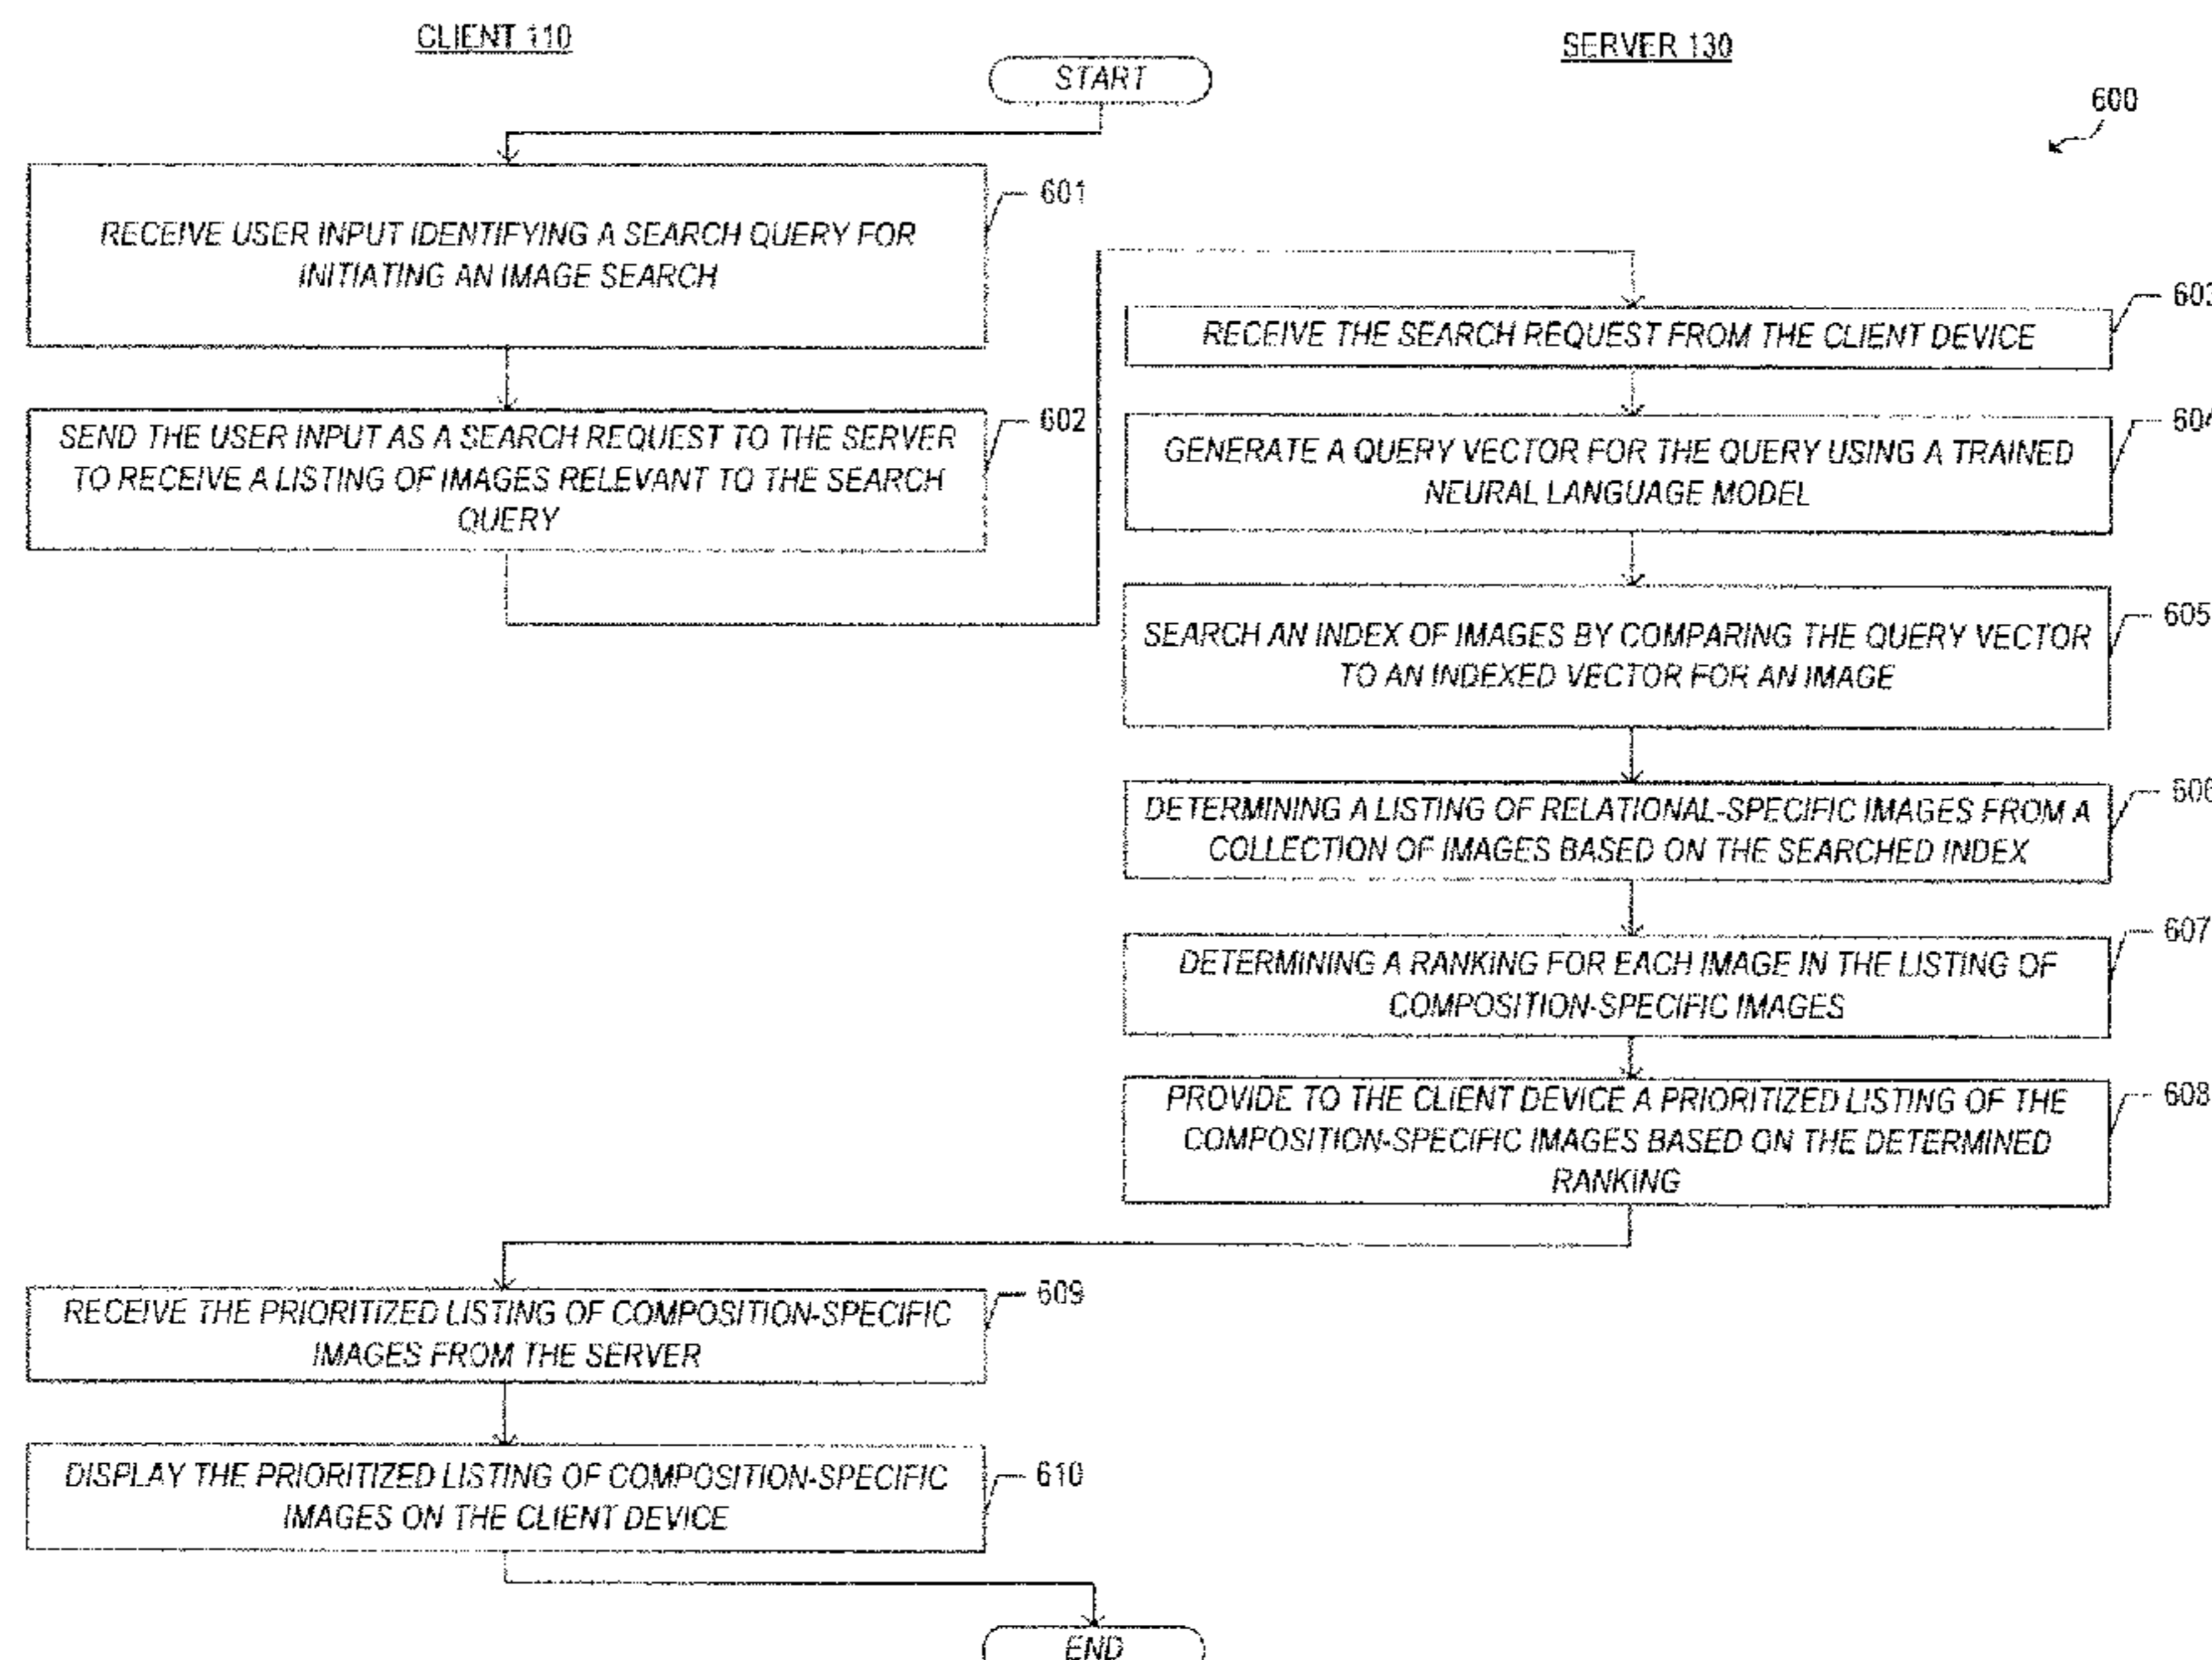 CLIENT 110
SERVER 130
START
600
RECEIVE USER INPUT IDENTIFYING A SEARCH QUERY FOR
INITIATING AN IMAGE SEARCH
601
SEND THE USER INPUT AS A SEARCH REQUEST TO THE SERVER
TO RECEIVE A LISTING OF IMAGES RELEVANT TO THE SEARCH
QUERY
602
RECEIVE THE SEARCH REQUEST FROM THE CLIENT DEVICE
603
GENERATE A QUERY VECTOR FOR THE QUERY USING A TRAINED
NEURAL LANGUAGE MODEL
604
SEARCH AN INDEX OF IMAGES BY COMPARING THE QUERY VECTOR
TO AN INDEXED VECTOR FOR AN IMAGE
605
DETERMINING A LISTING OF RELATIONAL-SPECIFIC IMAGES FROM A
COLLECTION OF IMAGES BASED ON THE SEARCHED INDEX
606
DETERMINING A RANKING FOR EACH IMAGE IN THE LISTING OF
COMPOSITION-SPECIFIC IMAGES
607
PROVIDE TO THE CLIENT DEVICE A PRIORITIZED LISTING OF THE
COMPOSITION-SPECIFIC IMAGES BASED ON THE DETERMINED
RANKING
608
RECEIVE THE PRIORITIZED LISTING OF COMPOSITION-SPECIFIC
IMAGES FROM THE SERVER
609
DISPLAY THE PRIORITIZED LISTING OF COMPOSITION-SPECIFIC
IMAGES ON THE CLIENT DEVICE
610
END